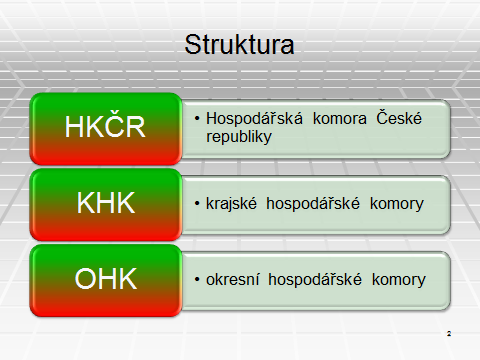 Struktura
HKČR
• Hospodářská komora České
republiky
KHK
• krajské hospodářské komory
OHK
• okresní hospodářské komory
2